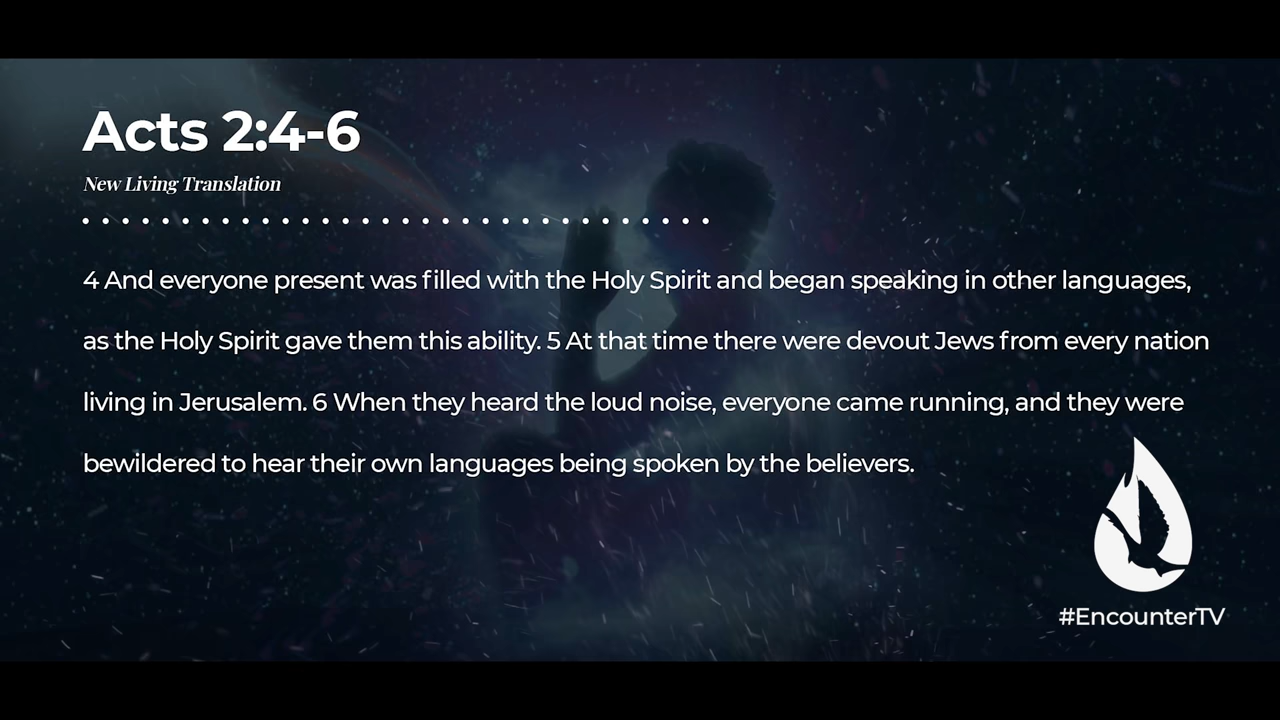 Acts 2:4-6
New Living Translation
4 And everyone present was filled with the Holy Spirit and began speaking in other languages,
as the Holy Spirit gave them this ability. 5 At that time there were devout Jews from every nation
living in Jerusalem. 6 When they heard the loud noise, everyone came running, and they were
bewildered to hear their own languages being spoken by the believers.
#EncounterTV